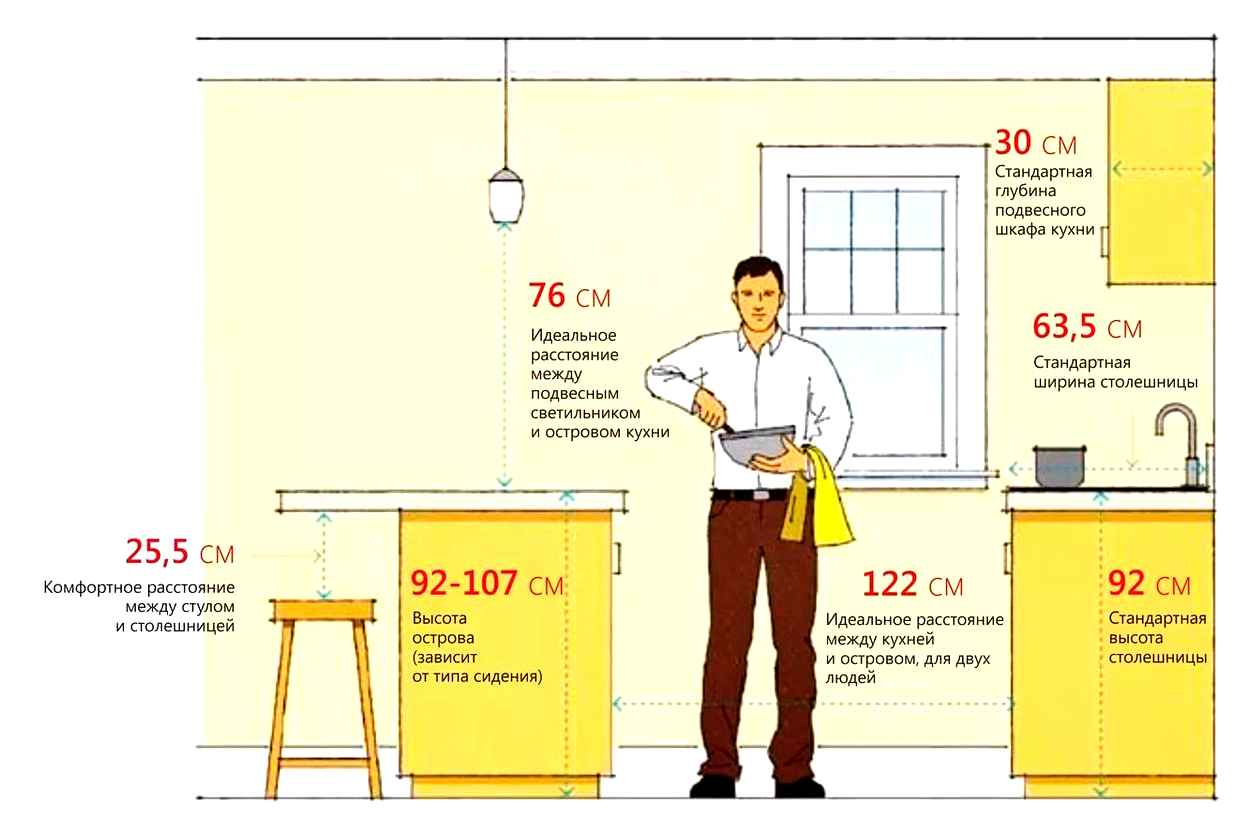 30 СМ
Стандартная
глубина
подвесного
шкафа кухни
76 СМ
Идеальное
расстояние
между
подвесным
светильником
и островом кухни
63,5 СМ
Стандартная
ширина столешницы
25,5 СМ
Комфортное расстояние
между стулом
и столешницей
92-107 СМ
Высота
острова
(зависит
от типа сидения)
122 СМ
Идеальное расстояние
между кухней
и островом, для двух
людей
92 СМ
Стандартная
высота
столешницы